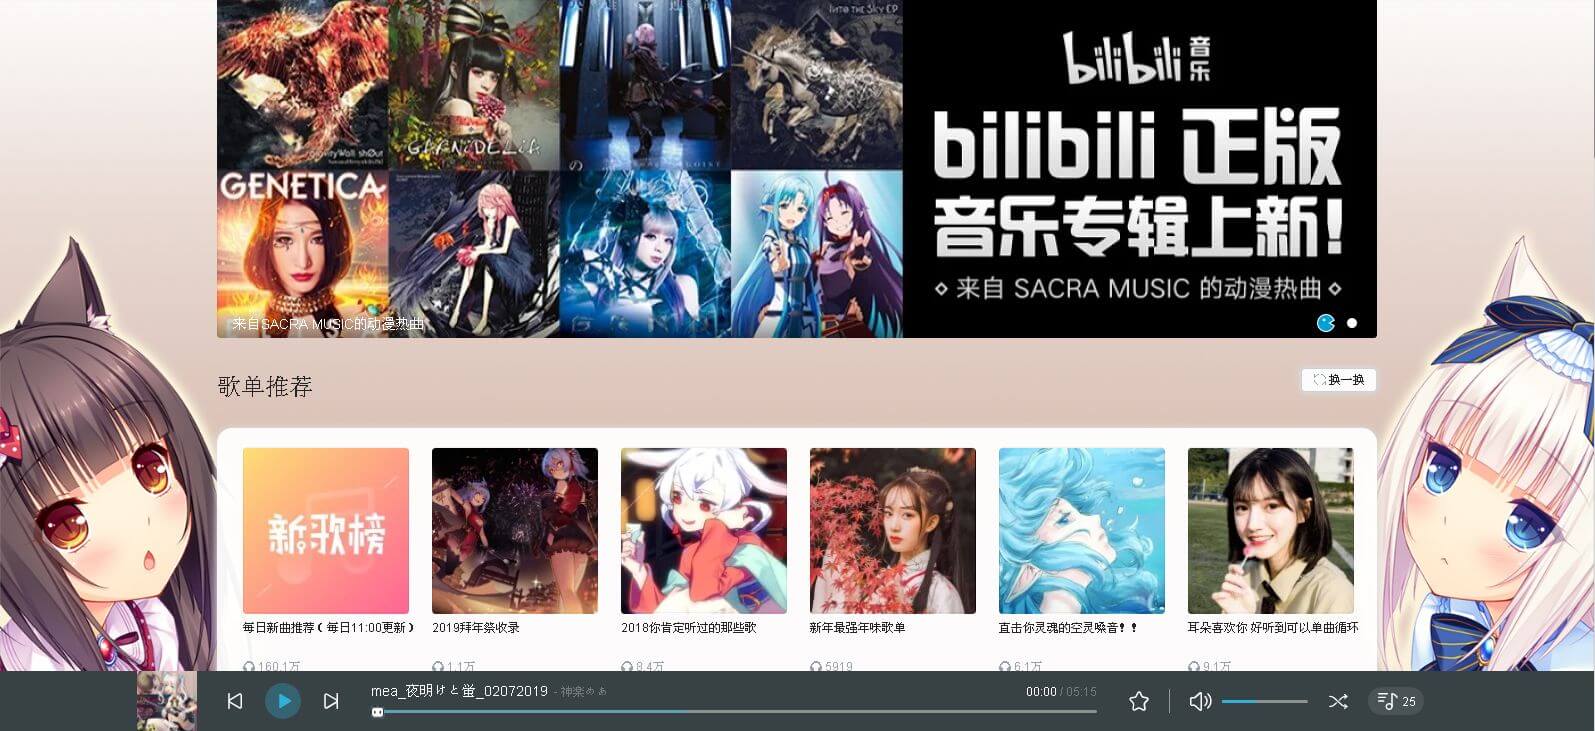 INTO THE SKY EP
bilibili 音乐
GravityWall sh0ut
GARNiDELiA
bilibili 正版
音乐专辑上新!
GENETICA
来自 SACRA MUSIC 的动漫热曲
来自SACRA MUSIC的动漫热曲
歌单推荐
换一换
新歌榜
每日新曲推荐（每日11:00更新）
2019拜年祭收录
2018你肯定听过的那些歌
新年最强年味歌单
直击你灵魂的空灵嗓音！！
耳朵喜欢你 好听到可以单曲循环
160.1万
1.1万
8.4万
5919
6.1万
9.1万
mea_夜明けと蛍_02072019 - 神楽めあ
00:00 / 05:15
25